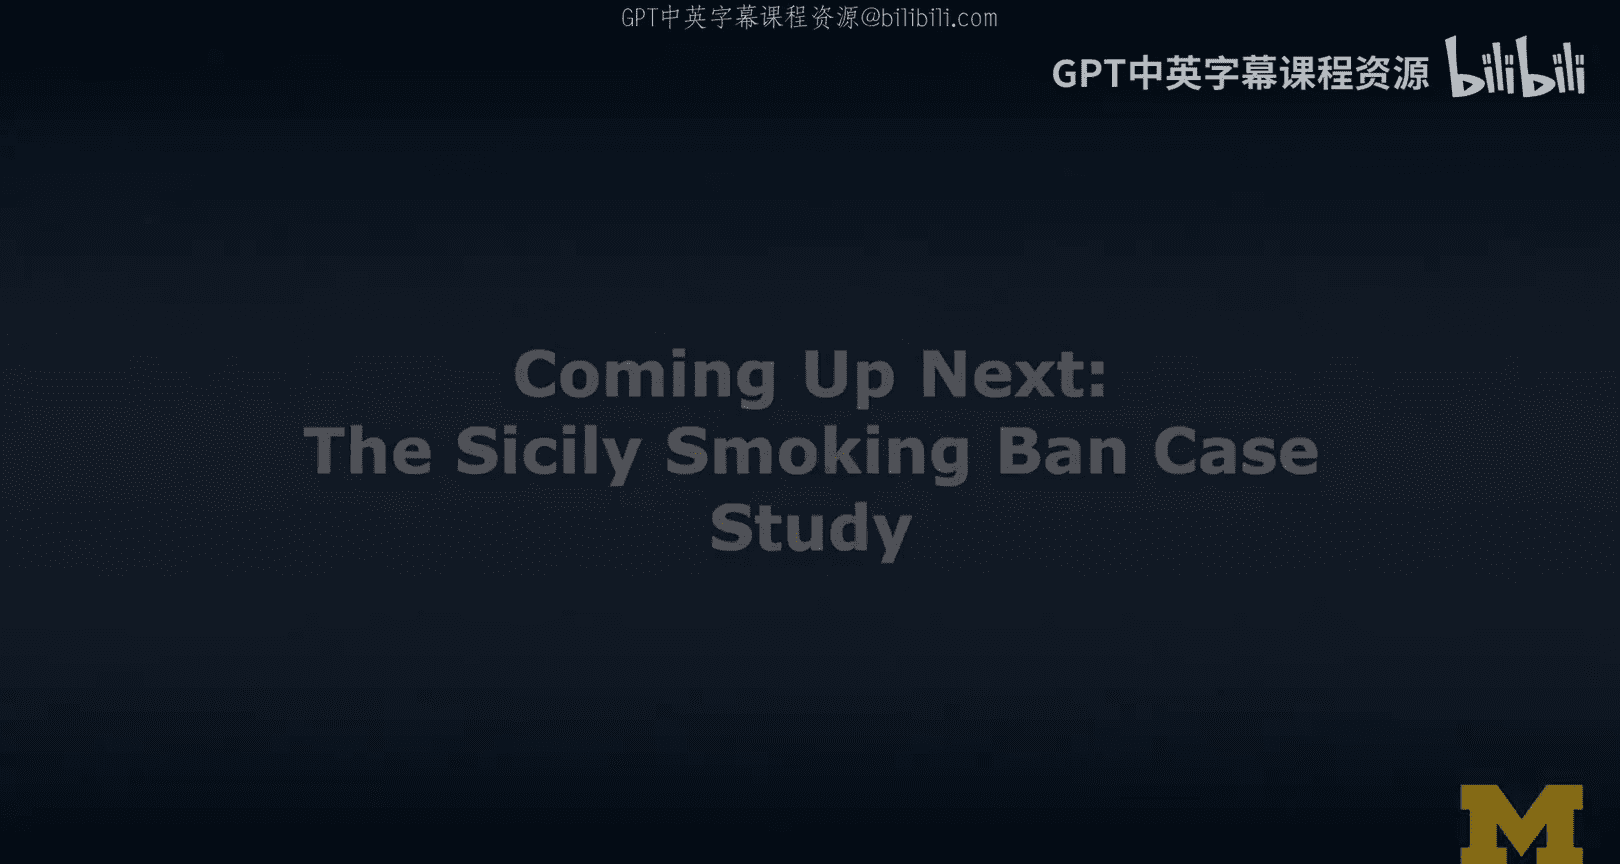 GPT中英字幕课程资源@bilibili.com
GPT中英字幕课程资源 bilibili
Coming Up Next:
The Sicily Smoking Ban Case
Study
M